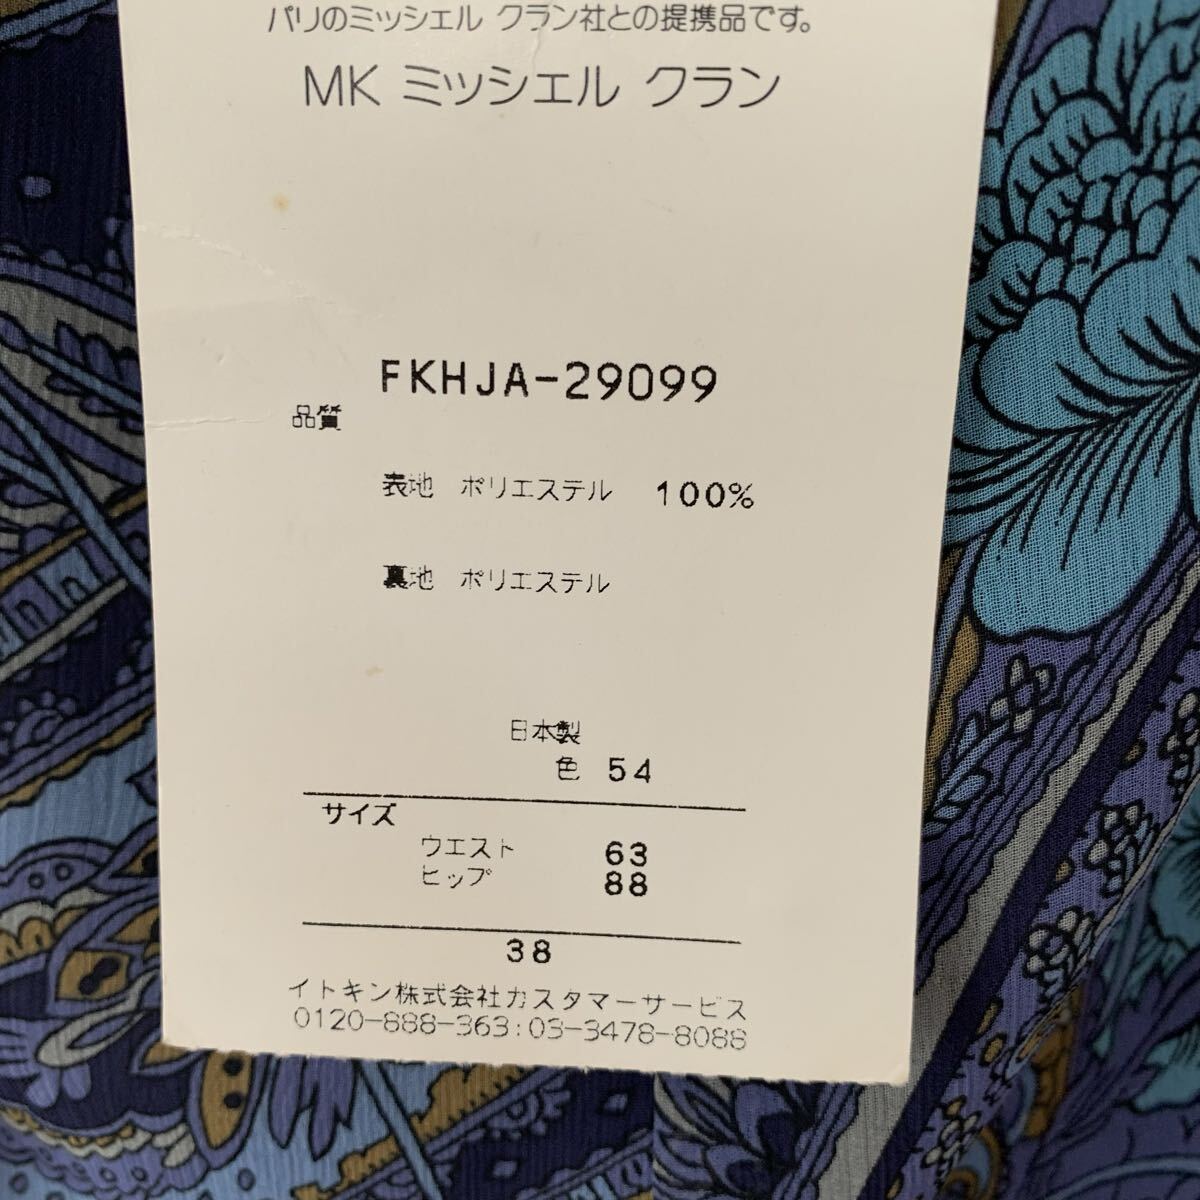 パリのミッシェル クラン社との提携品です。
MK ミッシェル クラン
FKHJA-29099
品質
表地 ポリエステル 100%
裏地 ポリエステル
日本製
色 54
サイズ
ウエスト 63
ヒップ 88
38
イトキン株式会社カスタマーサービス
0120-888-363:03-3478-8088